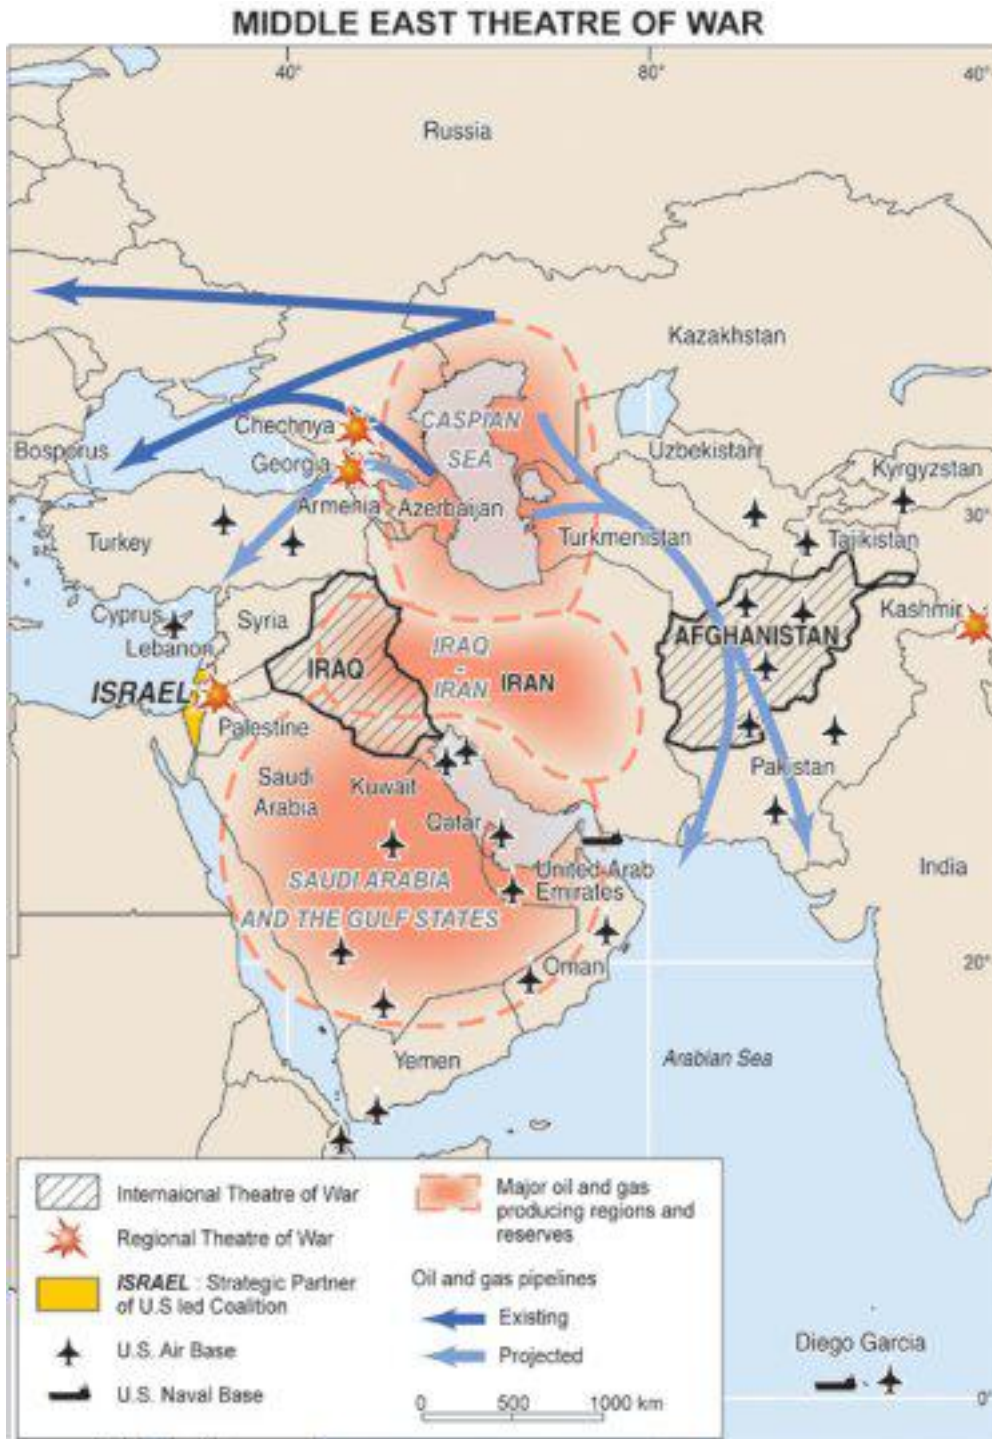 MIDDLE EAST THEATRE OF WAR
40°
80°
40°
Russia
Kazakhstan
CASPIAN
SEA
Chechnya
Bosporus
Georgia
Uzbekistan
Kyrgyzstan
Armenia
Azerbaijan
30°
Turkey
Turkmenistan
Tajikistan
Cyprus
Syria
Kashmir
Lebanon
AFGHANISTAN
IRAQ
IRAQ
-
IRAN
IRAN
ISRAEL
Palestine
Saudi
Arabia
Kuwait
Pakistan
Qatar
India
SAUDI ARABIA
AND THE GULF STATES
United Arab
Emirates
Oman
20°
Yemen
Arabian Sea
Internaional Theatre of War
Regional Theatre of War
ISRAEL : Strategic Partner
of U.S led Coalition
U.S. Air Base
U.S. Naval Base
Major oil and gas
producing regions and
reserves
Oil and gas pipelines
Existing
Projected
0 500 1000 km
Diego Garcia
0°